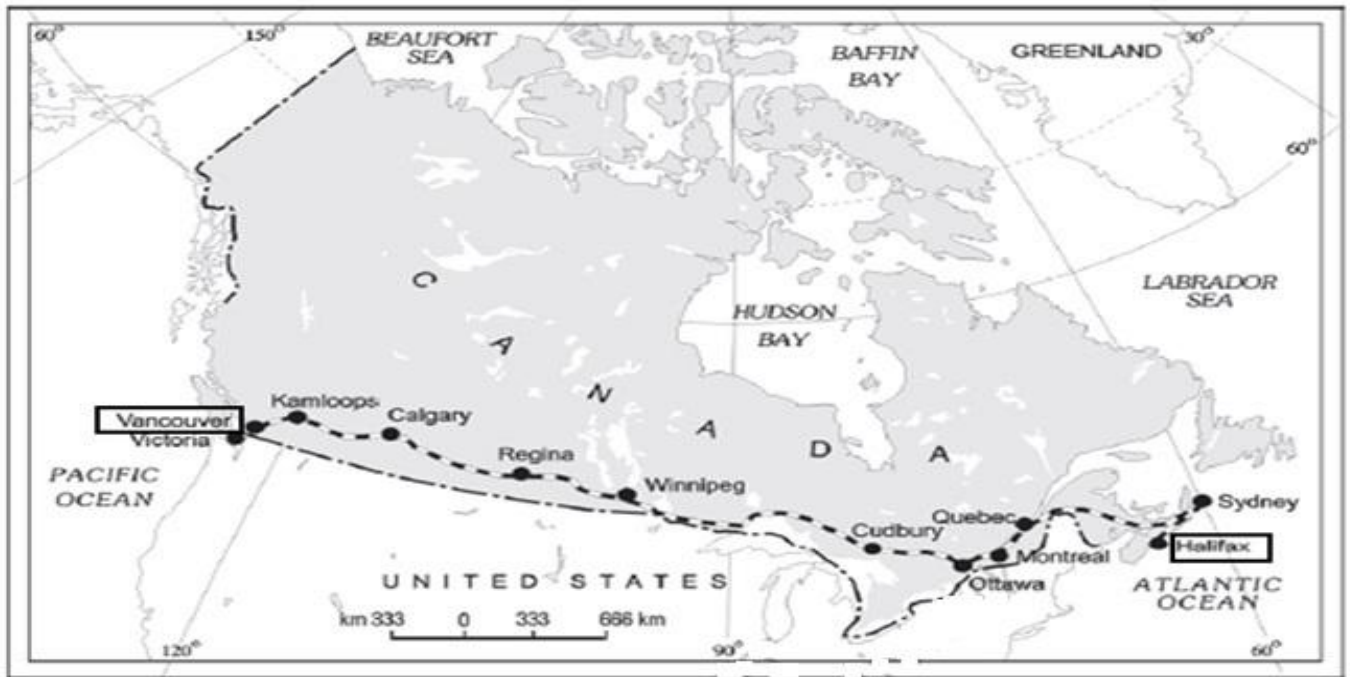 60°
150°
BEAUFORT
SEA
BAFFIN
BAY
GREENLAND
30°
60°
LABRADOR
SEA
HUDSON
BAY
C
A
N
A
D
A
Kamloops
Vancouver
Calgary
Victoria
Regina
PACIFIC
OCEAN
Winnipeg
Sydney
Quebec
Cudbury
Halifax
Montreal
Ottawa
ATLANTIC
OCEAN
UNITED STATES
km 333 0 333 666 km
120°
90°
60°